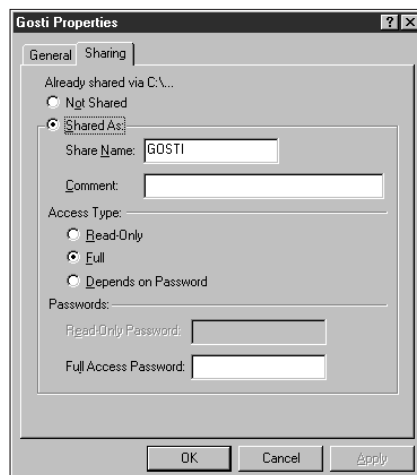 Gosti Properties
General Sharing
Already shared via C:\...
Not Shared
Shared As:
Share Name: GOSTI
Comment:
Access Type:
Read-Only
Full
Depends on Password
Passwords:
Read-Only Password:
Full Access Password:
OK Cancel Apply